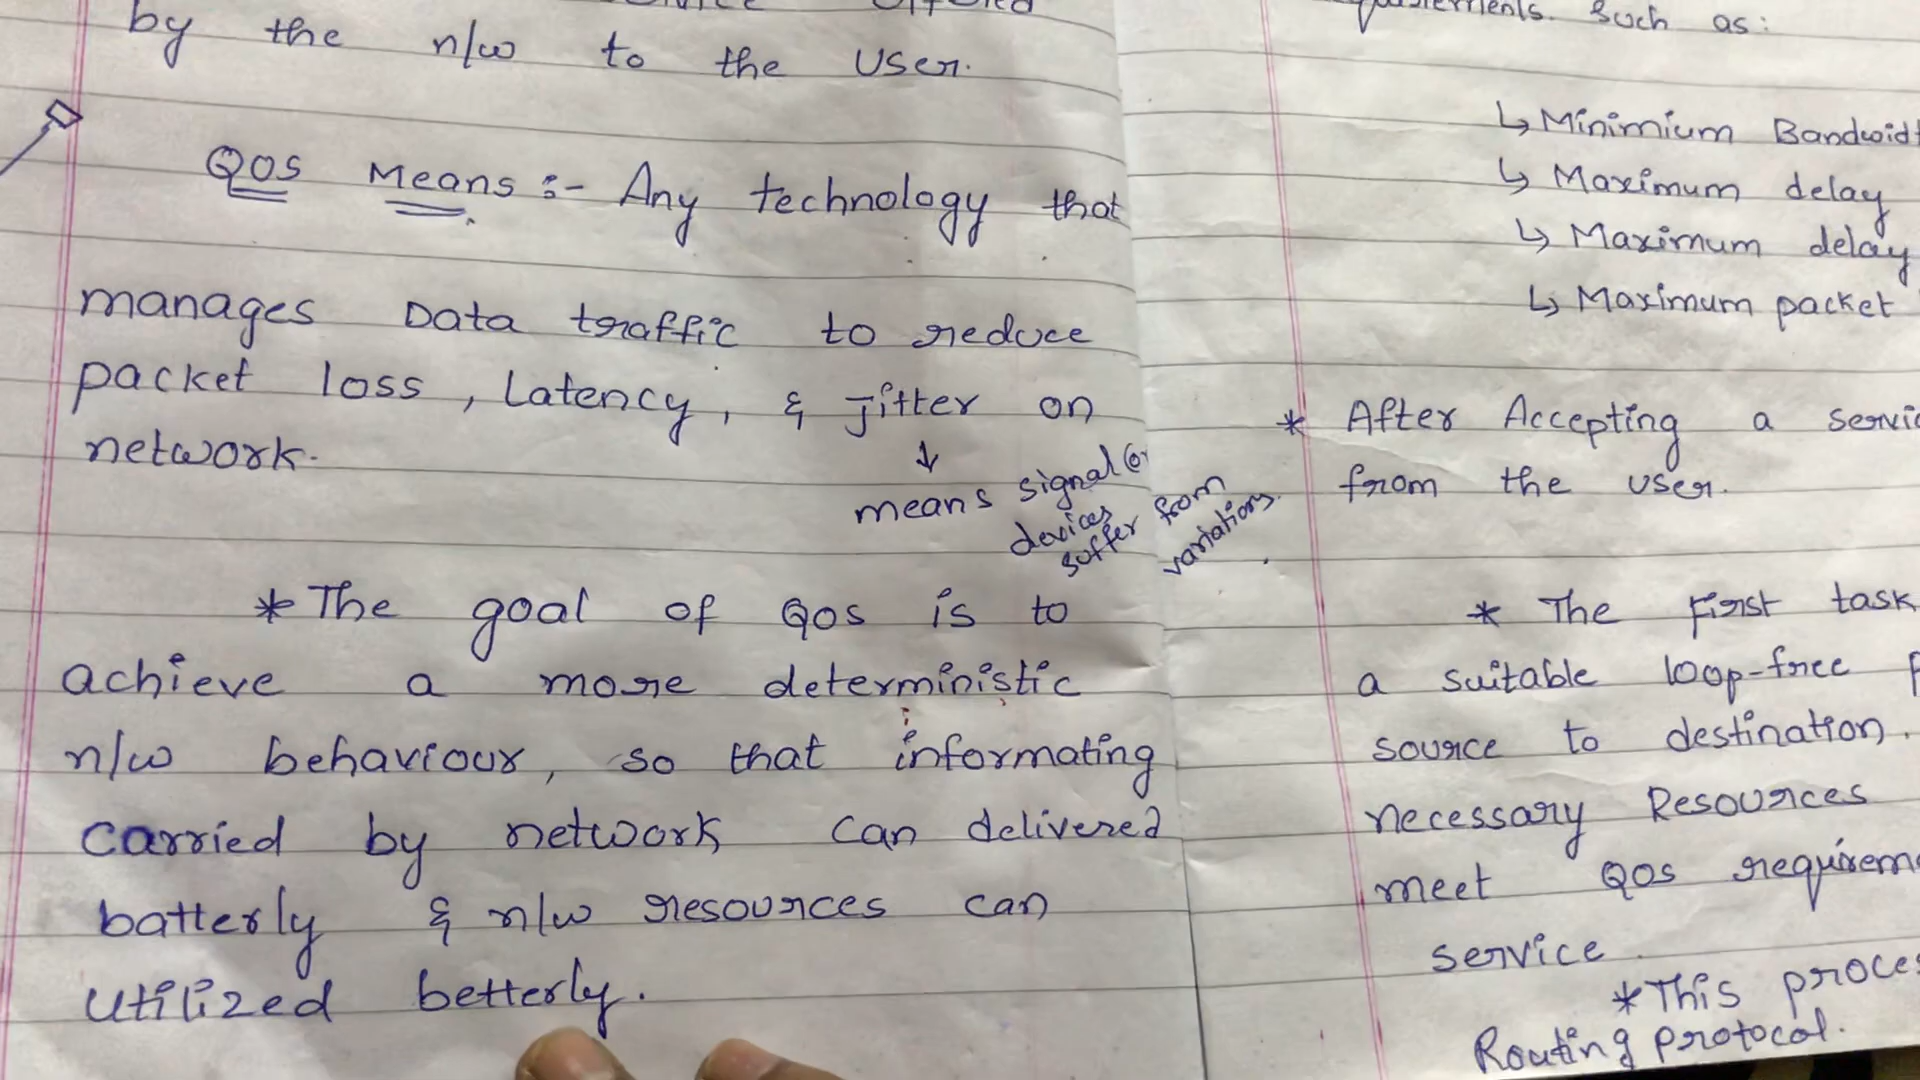 by the n/w to the user.
QOS Means :- Any technology that
manages Data traffic to reduce
packet loss, Latency, & Jitter on
network.
↓
means signal (or
devices
suffer from
variations.
* The goal of QOS is to
achieve a more deterministic
n/w behaviour, so that informating
carried by network can delivered
batterly & n/w resources can
utilized betterly.
such as:
↳ Minimium
↳ Maximum delay
↳ Maximum delay
↳ Maximum packet
* After Accepting a
from the user.
* The First task
a suitable loop-free
source to destination.
necessary Resources
meet QOS
service.
* This
Routing protocol.